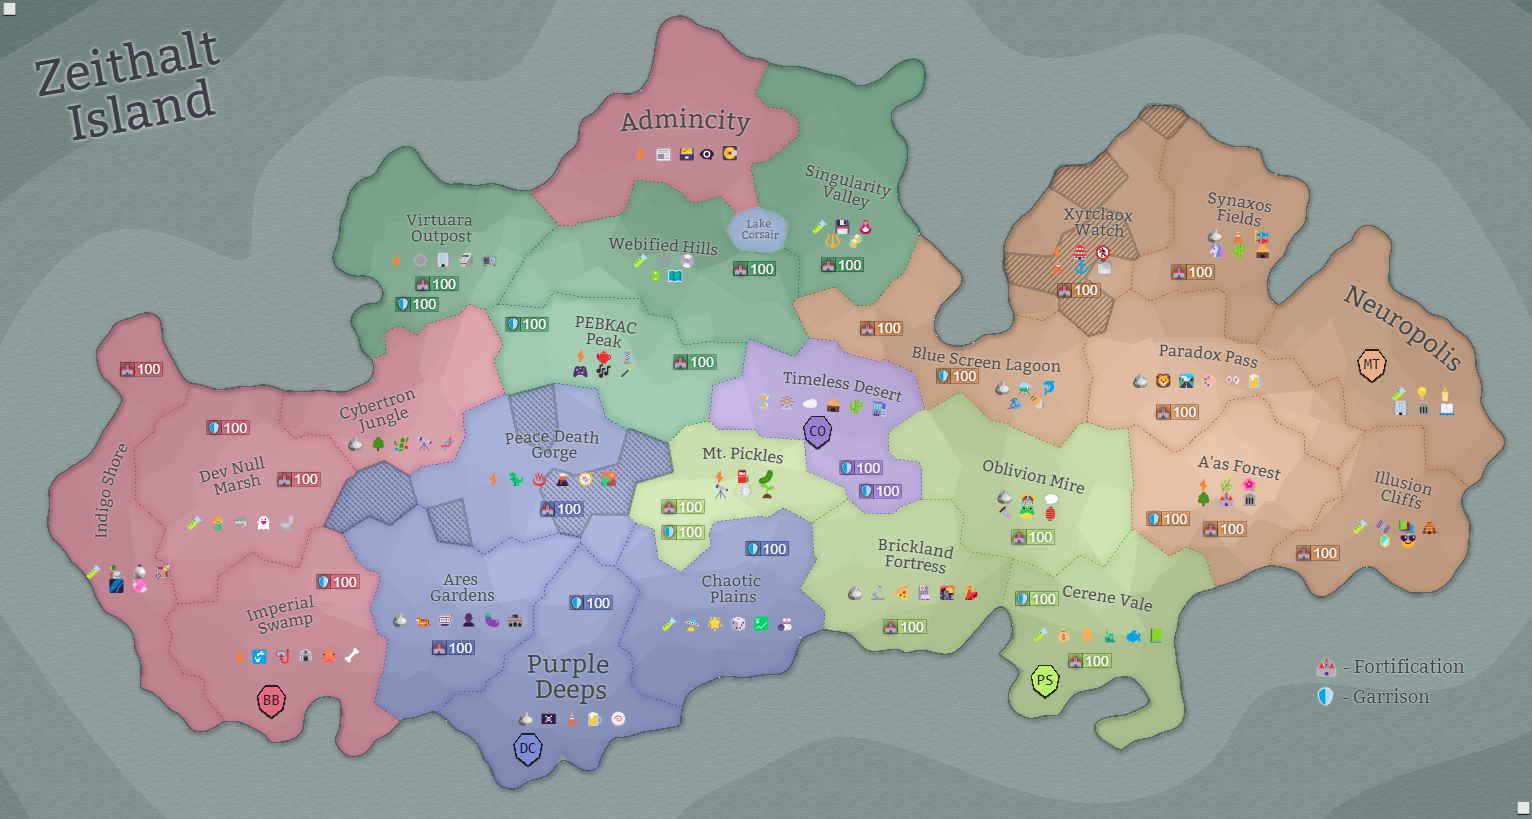 Zeithalt
Island
Admincity
Singularity
Valley
100
Lake
Corsair
Virtuara
Outpost
100
100
Webified Hills
100
PEBKAC
Peak
100
100
Xyrclaox
Watch
100
Synaxos
Fields
100
Neuropolis
MT
Blue Screen Lagoon
100
100
Paradox Pass
100
Timeless Desert
CO
100
100
Indigo Shore
100
Cybertron
Jungle
Dev Null
Marsh
100
100
Imperial
Swamp
100
BB
Peace Death
Gorge
100
Mt. Pickles
100
100
Oblivion Mire
100
A'as Forest
100
100
Illusion
Cliffs
100
Ares
Gardens
100
Purple
Deeps
100
DC
Chaotic
Plains
100
Brickland
Fortress
100
Cerene Vale
100
100
PS
- Fortification
- Garrison